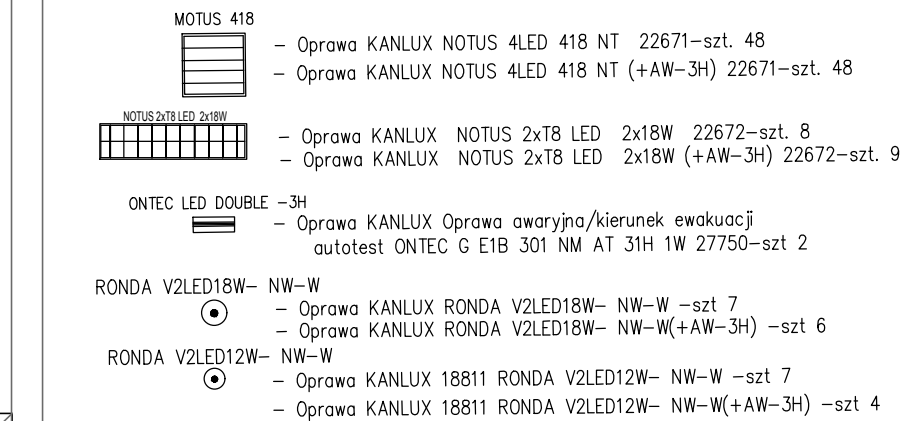 MOTUS 418
– Oprawa KANLUX NOTUS 4LED 418 NT 22671–szt. 48
– Oprawa KANLUX NOTUS 4LED 418 NT (+AW–3H) 22671–szt. 48
NOTUS 2xT8 LED 2x18W
– Oprawa KANLUX NOTUS 2xT8 LED 2x18W 22672–szt. 8
– Oprawa KANLUX NOTUS 2xT8 LED 2x18W (+AW–3H) 22672–szt. 9
ONTEC LED DOUBLE –3H
– Oprawa KANLUX Oprawa awaryjna/kierunek ewakuacji
autotest ONTEC G E1B 301 NM AT 31H 1W 27750–szt 2
RONDA V2LED18W– NW–W
– Oprawa KANLUX RONDA V2LED18W– NW–W –szt 7
– Oprawa KANLUX RONDA V2LED18W– NW–W(+AW–3H) –szt 6
RONDA V2LED12W– NW–W
– Oprawa KANLUX 18811 RONDA V2LED12W– NW–W –szt 7
– Oprawa KANLUX 18811 RONDA V2LED12W– NW–W(+AW–3H) –szt 4